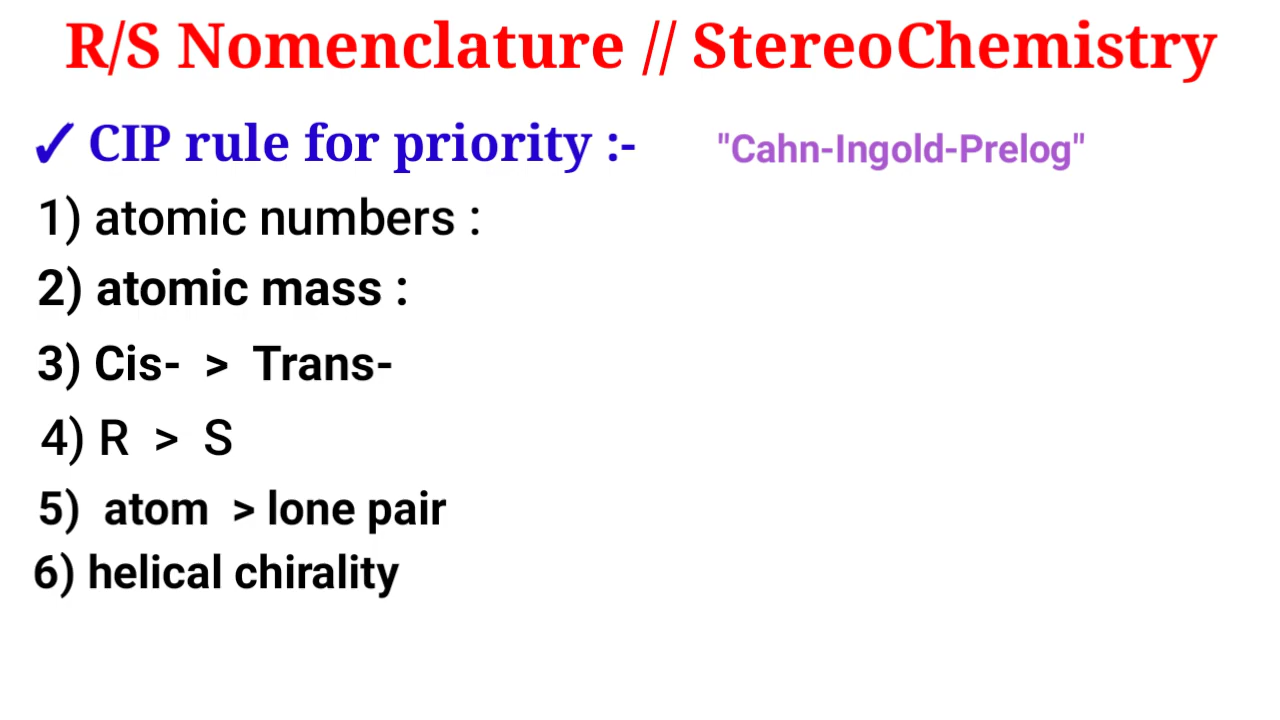 R/S Nomenclature // StereoChemistry
✓ CIP rule for priority :- "Cahn-Ingold-Prelog"
1) atomic numbers :
2) atomic mass :
3) Cis- > Trans-
4) R > S
5) atom > lone pair
6) helical chirality